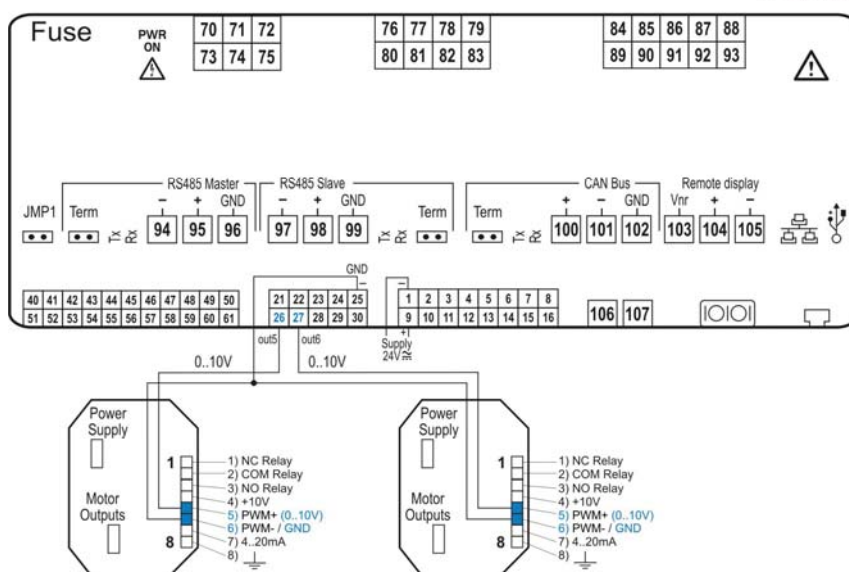 Fuse
PWR
ON
70 71 72
73 74 75
76 77 78 79
80 81 82 83
84 85 86 87 88
89 90 91 92 93
RS485 Master
RS485 Slave
CAN Bus
Remote display
JMP1
Term
Tx
Rx
– + GND
94 95 96
– + GND
97 98 99
Tx
Rx
Term
Term
Tx
Rx
+ – GND
100 101 102
Vnr + –
103 104 105
GND
–
–
40 41 42 43 44 45 46 47 48 49 50
51 52 53 54 55 56 57 58 59 60 61
21 22 23 24 25
26 27 28 29 30
1 2 3 4 5 6 7 8
9 10 11 12 13 14 15 16
106 107
out5
out6
+
Supply
24V
0..10V
0..10V
Power
Supply
Motor
Outputs
1
8
1) NC Relay
2) COM Relay
3) NO Relay
4) +10V
5) PWM+ (0..10V)
6) PWM- / GND
7) 4..20mA
8)
Power
Supply
Motor
Outputs
1
8
1) NC Relay
2) COM Relay
3) NO Relay
4) +10V
5) PWM+ (0..10V)
6) PWM- / GND
7) 4..20mA
8)